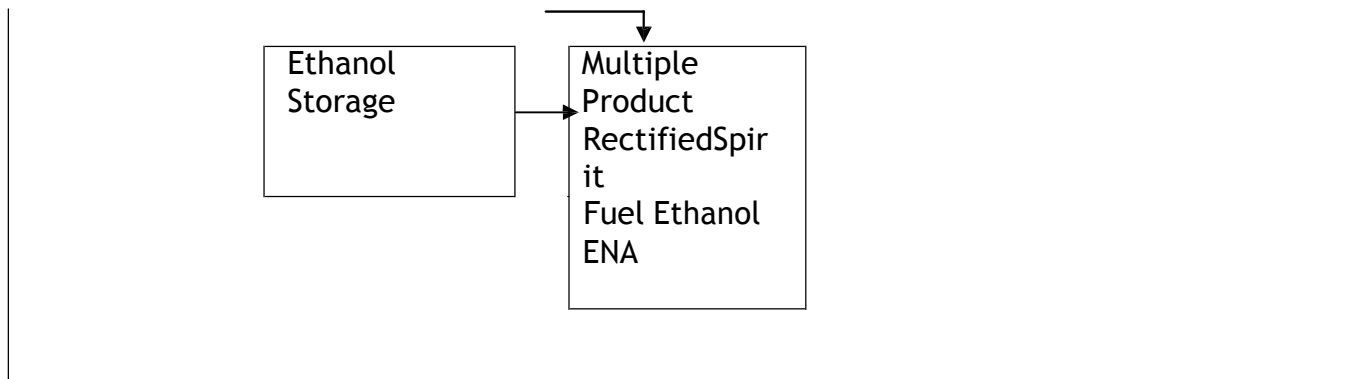 Ethanol
Storage
Multiple
Product
RectifiedSpir
it
Fuel Ethanol
ENA